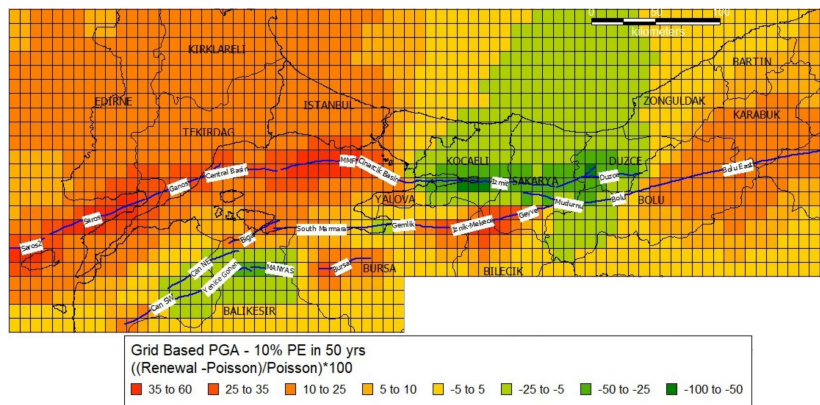 kilometers
KIRKLARELI
BARTIN
EDIRNE
ISTANBUL
ZONGULDAK
KARABUK
TEKIRDAG
KOCAELI
DUZCE
MMF
Cinarcik Basin
Central Basin
Ganos
Izmit
SAKARYA
Duzce
Bolu East
YALOVA
Mudurnu
Bolu
BOLU
Saros
Geyve
Iznik-Mekece
Gemlik
South Marmara
Biga
Saros2
Can NE
Yenice Gonen
MANYAS
Bursa
BURSA
BILECIK
Can SW
BALIKESIR
Grid Based PGA - 10% PE in 50 yrs
((Renewal -Poisson)/Poisson)*100
35 to 60 25 to 35 10 to 25 5 to 10 -5 to 5 -25 to -5 -50 to -25 -100 to -50